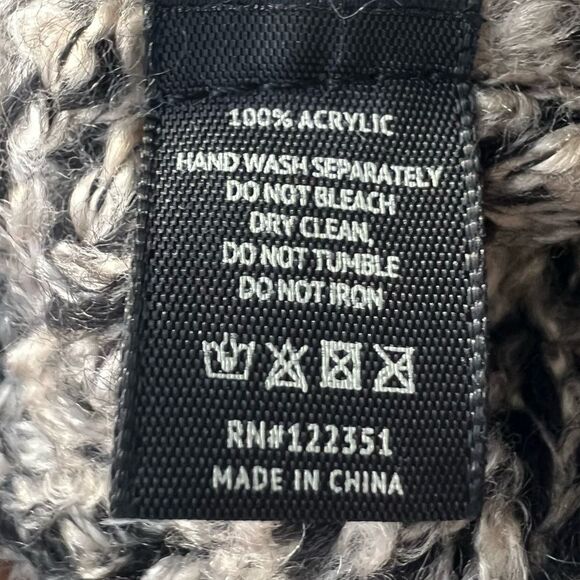 100% ACRYLIC
HAND WASH SEPARATELY
DO NOT BLEACH
DRY CLEAN,
DO NOT TUMBLE
DO NOT IRON
RN#122351
MADE IN CHINA